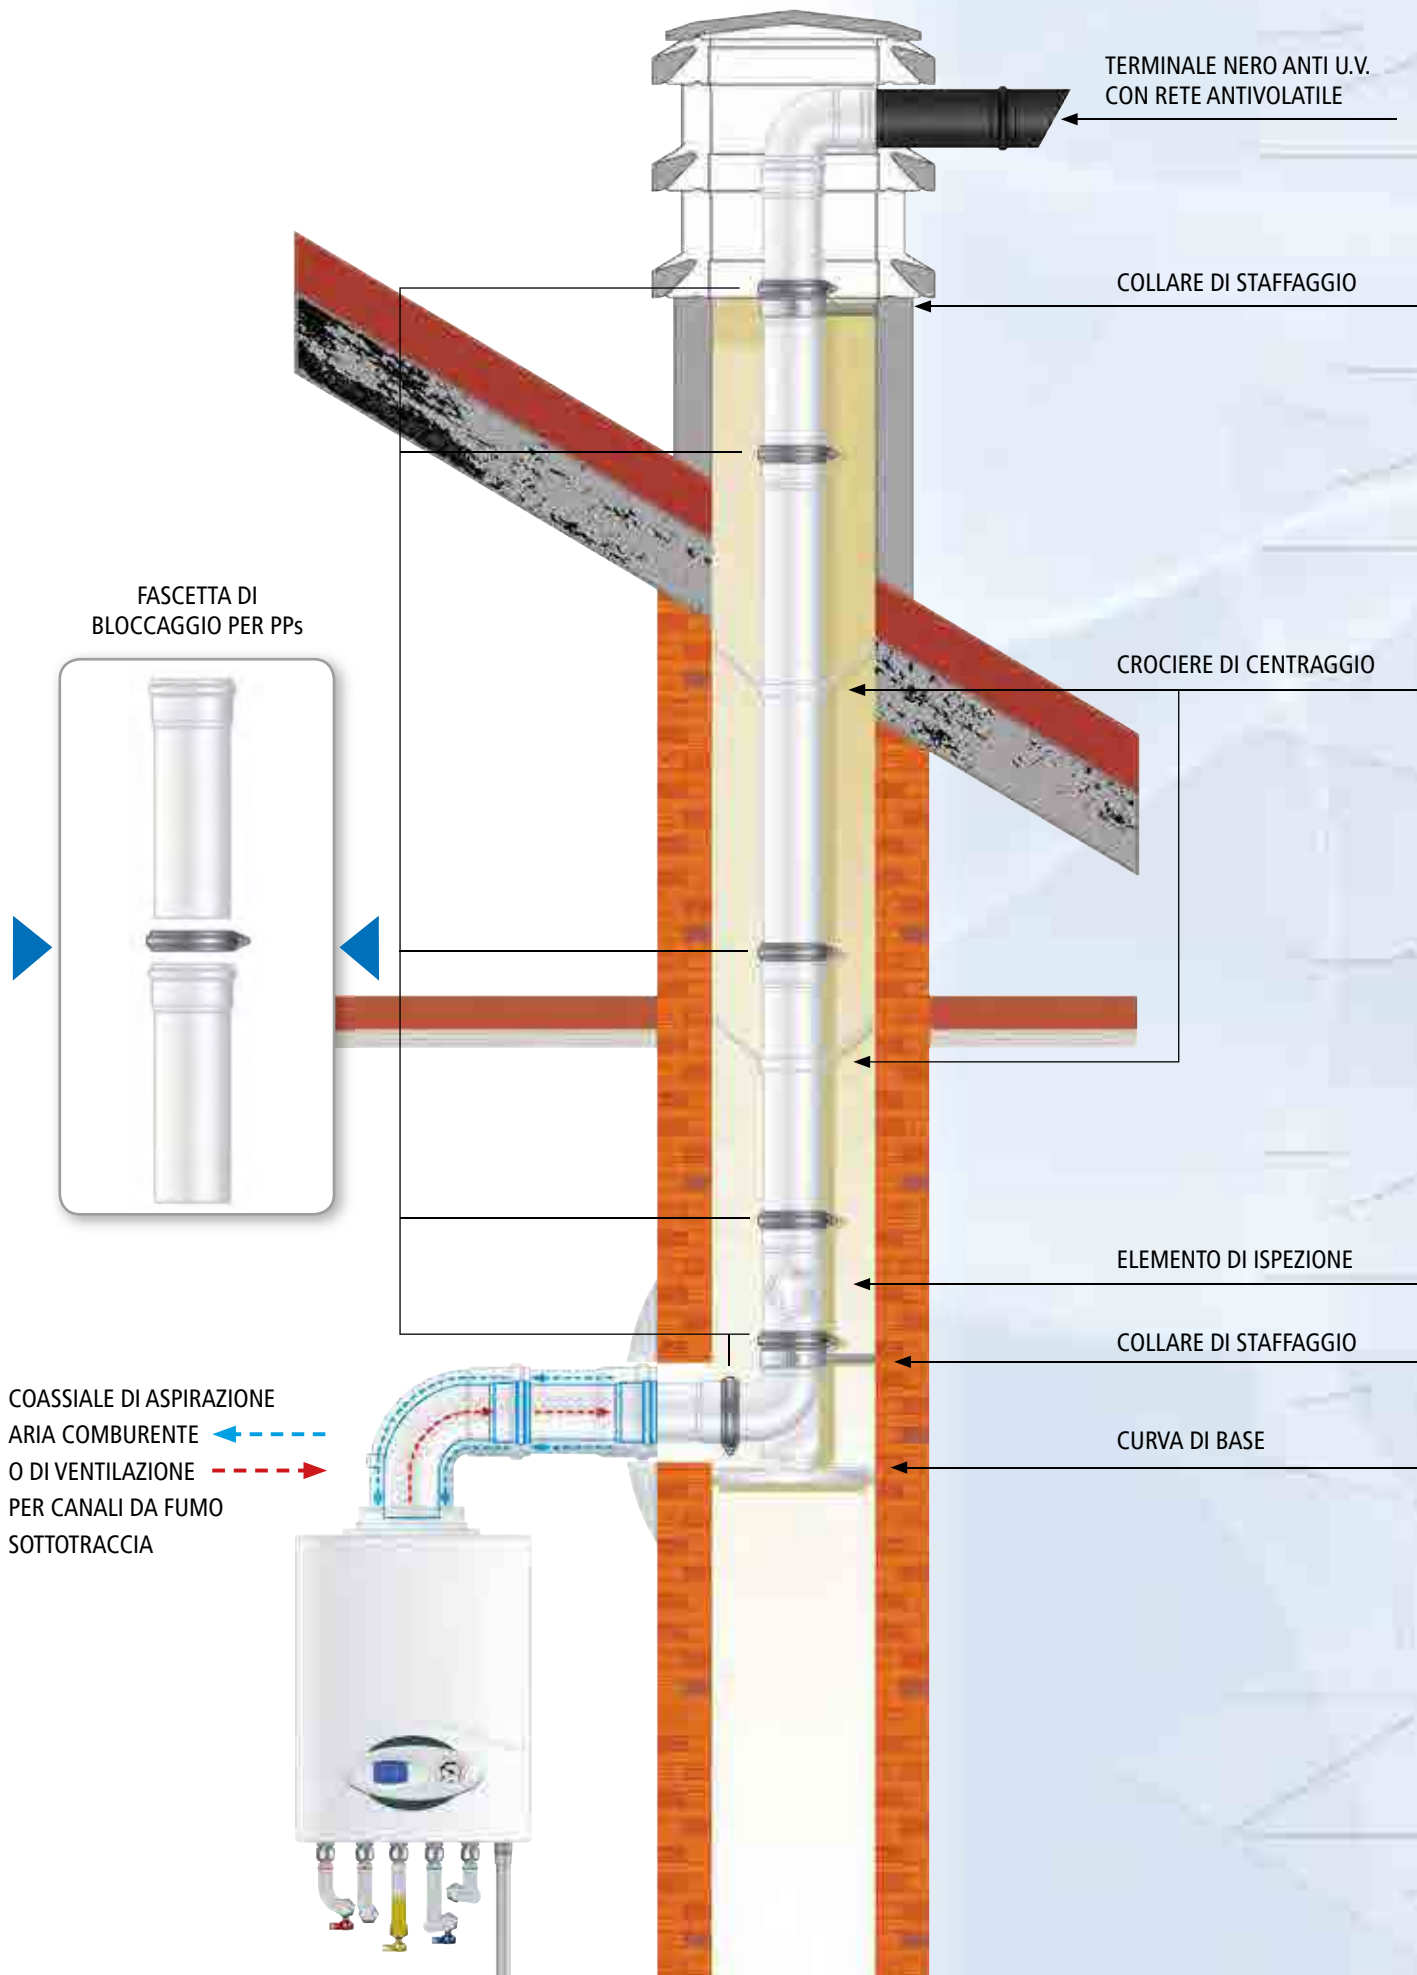 TERMINALE NERO ANTI U.V.
CON RETE ANTIVOLATILE
COLLARE DI STAFFAGGIO
FASCETTA DI
BLOCCAGGIO PER PPs
CROCIERE DI CENTRAGGIO
ELEMENTO DI ISPEZIONE
COLLARE DI STAFFAGGIO
COASSIALE DI ASPIRAZIONE
ARIA COMBURENTE
O DI VENTILAZIONE
PER CANALI DA FUMO
SOTTOTRACCIA
CURVA DI BASE